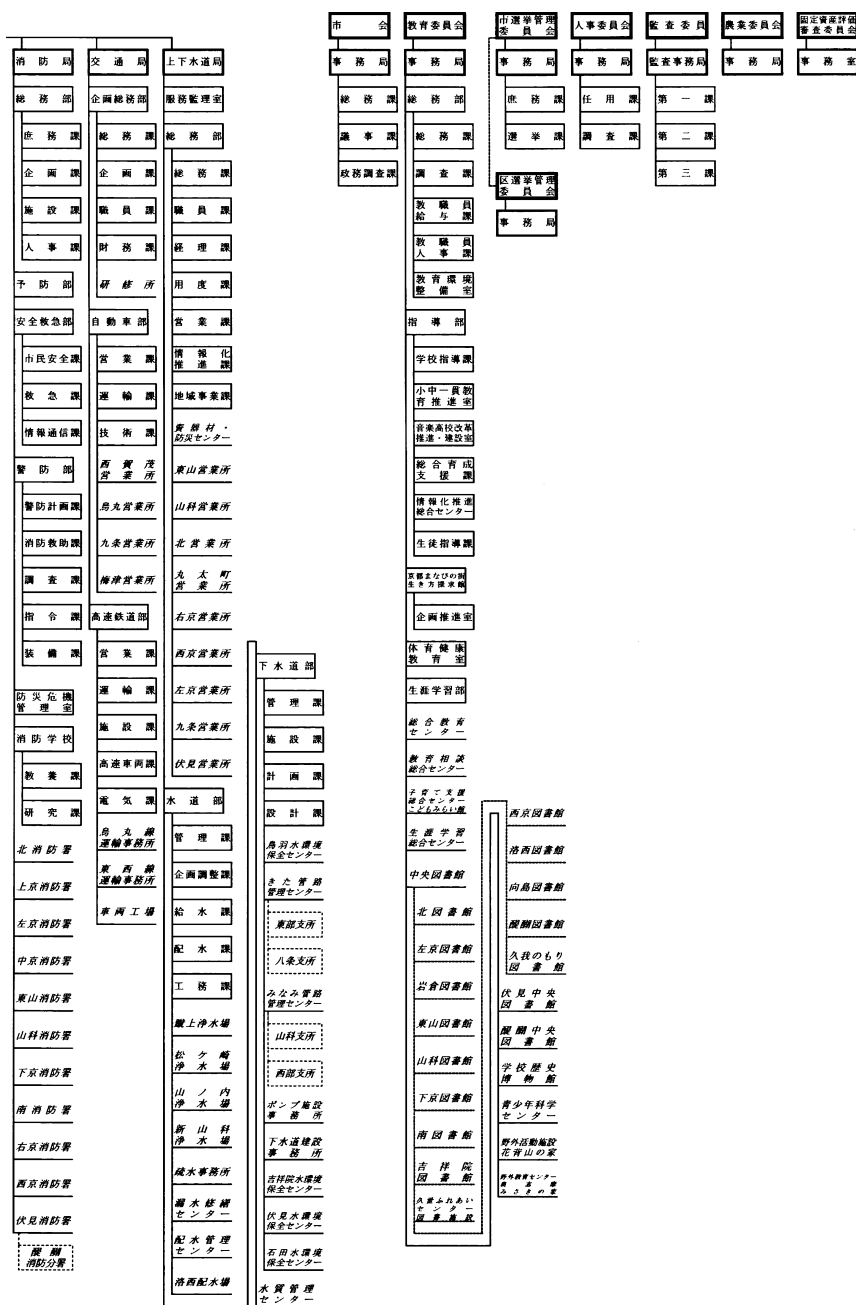 消防局
総務部
庶務課
企画課
施設課
人事課
予防部
安全救急部
市民安全課
救急課
情報通信課
警防部
警防計画課
消防救助課
調査課
指令課
装備課
防災危機
管理室
消防学校
教養課
研究課
北消防署
上京消防署
左京消防署
中京消防署
東山消防署
山科消防署
下京消防署
南消防署
右京消防署
西京消防署
伏見消防署
醍醐
消防分署
交通局
企画総務部
総務課
企画課
職員課
財務課
研修所
自動車部
営業課
運輸課
技術課
西賀茂
営業所
烏丸営業所
九条営業所
梅津営業所
高速鉄道部
営業課
運輸課
施設課
高速車両課
電気課
烏丸線
運輸事務所
東西線
運輸事務所
車両工場
上下水道局
服務監理室
総務部
総務課
職員課
経理課
用度課
営業課
情報化
推進課
地域事業課
資器材・
防災センター
東山営業所
山科営業所
北営業所
丸太町
営業所
右京営業所
西京営業所
左京営業所
九条営業所
伏見営業所
水道部
管理課
企画調整課
給水課
配水課
工務課
蹴上浄水場
松ケ崎
浄水場
山ノ内
浄水場
新山科
浄水場
疏水事務所
漏水修繕
センター
配水管理
センター
洛西配水場
下水道部
管理課
施設課
計画課
設計課
鳥羽水環境
保全センター
きた管路
管理センター
東部支所
八条支所
みなみ管路
管理センター
山科支所
西部支所
ポンプ施設
事務所
下水道建設
事務所
吉祥院水環境
保全センター
伏見水環境
保全センター
石田水環境
保全センター
水質管理
センター
市会
事務局
総務課
議事課
政務調査課
教育委員会
事務局
総務部
総務課
調査課
教職員
給与課
教職員
人事課
教育環境
整備室
指導部
学校指導課
小中一貫教
育推進室
音楽高校改革
推進・建設室
総合育成
支援課
情報化推進
総合センター
生徒指導課
京都まなびの街
生き方探求館
企画推進室
体育健康
教育室
生涯学習部
総合教育
センター
教育相談
総合センター
子育て支援
総合センター
こどもみらい館
生涯学習
総合センター
中央図書館
北図書館
左京図書館
岩倉図書館
東山図書館
山科図書館
下京図書館
南図書館
吉祥院
図書館
久世ふれあい
センター
図書施設
西京図書館
洛西図書館
向島図書館
醍醐図書館
久我のもり
図書館
伏見中央
図書館
醍醐中央
図書館
学校歴史
博物館
青少年科学
センター
野外活動施設
花背山の家
野外教育センター
奥志摩
みさきの家
市選挙管理
委員会
事務局
庶務課
選挙課
区選挙管理
委員会
事務局
人事委員会
事務局
任用課
調査課
監査委員
監査事務局
第一課
第二課
第三課
農業委員会
事務局
固定資産評価
審査委員会
事務室